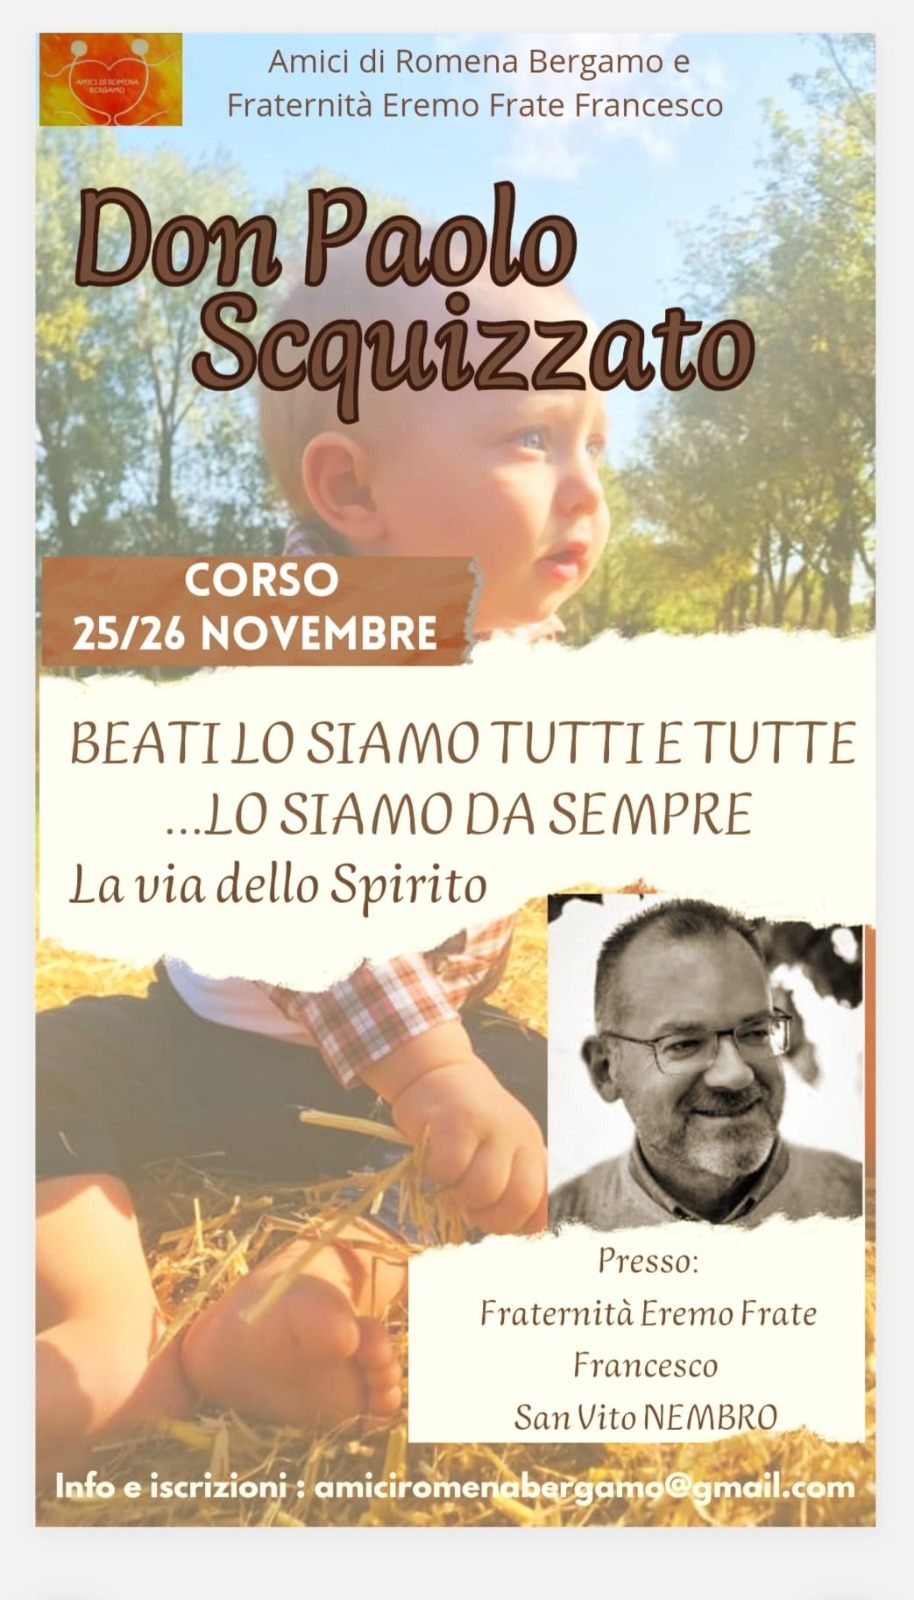 AMICI DI ROMENA
BERGAMO
Amici di Romena Bergamo e
Fraternità Eremo Frate Francesco
Don Paolo
Scquizzato
CORSO
25/26 NOVEMBRE
BEATI LO SIAMO TUTTI E TUTTE
...LO SIAMO DA SEMPRE
La via dello Spirito
Presso:
Fraternità Eremo Frate
Francesco
San Vito NEMBRO
Info e iscrizioni : amiciromenabergamo@gmail.com